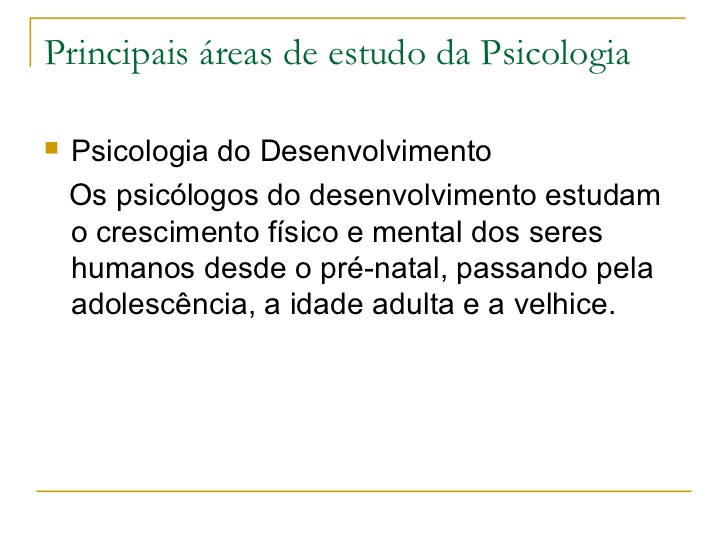 Principais áreas de estudo da Psicologia
Psicologia do Desenvolvimento
Os psicólogos do desenvolvimento estudam
o crescimento físico e mental dos seres
humanos desde o pré-natal, passando pela
adolescência, a idade adulta e a velhice.